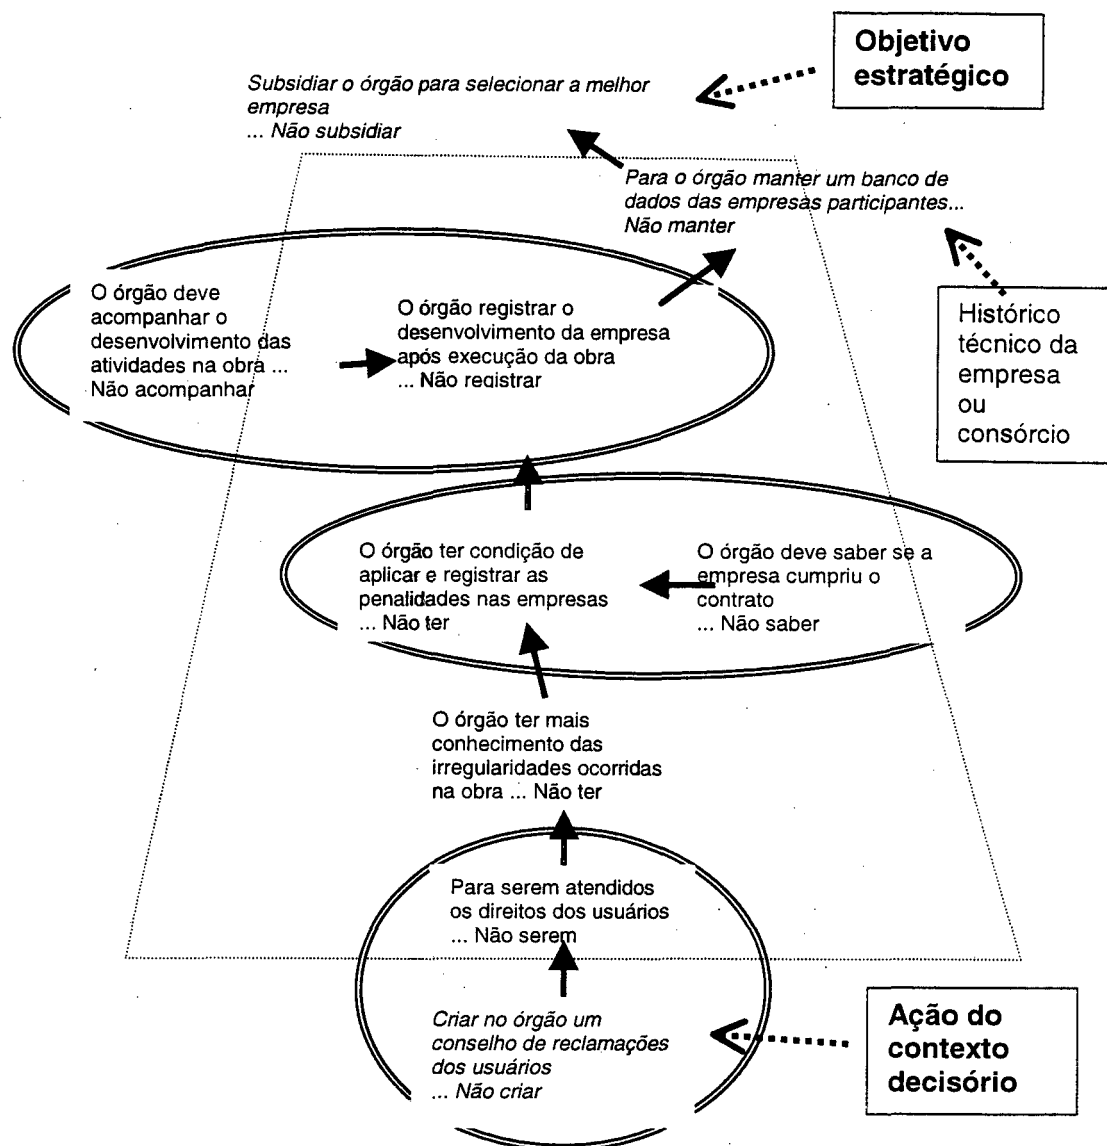 Objetivo
estratégico
Subsidiar o órgão para selecionar a melhor
empresa
... Não subsidiar
Para o órgão manter um banco de
dados das empresas participantes...
Não manter
O órgão deve
acompanhar o
desenvolvimento das
atividades na obra ...
Não acompanhar
O órgão registrar o
desenvolvimento da empresa
após execução da obra
... Não registrar
Histórico
técnico da
empresa
ou
consórcio
O órgão ter condição de
aplicar e registrar as
penalidades nas empresas
... Não ter
O órgão deve saber se a
empresa cumpriu o
contrato
... Não saber
O órgão ter mais
conhecimento das
irregularidades ocorridas
na obra ... Não ter
Para serem atendidos
os direitos dos usuários
... Não serem
Criar no órgão um
conselho de reclamações
dos usuários
... Não criar
Ação do
contexto
decisório